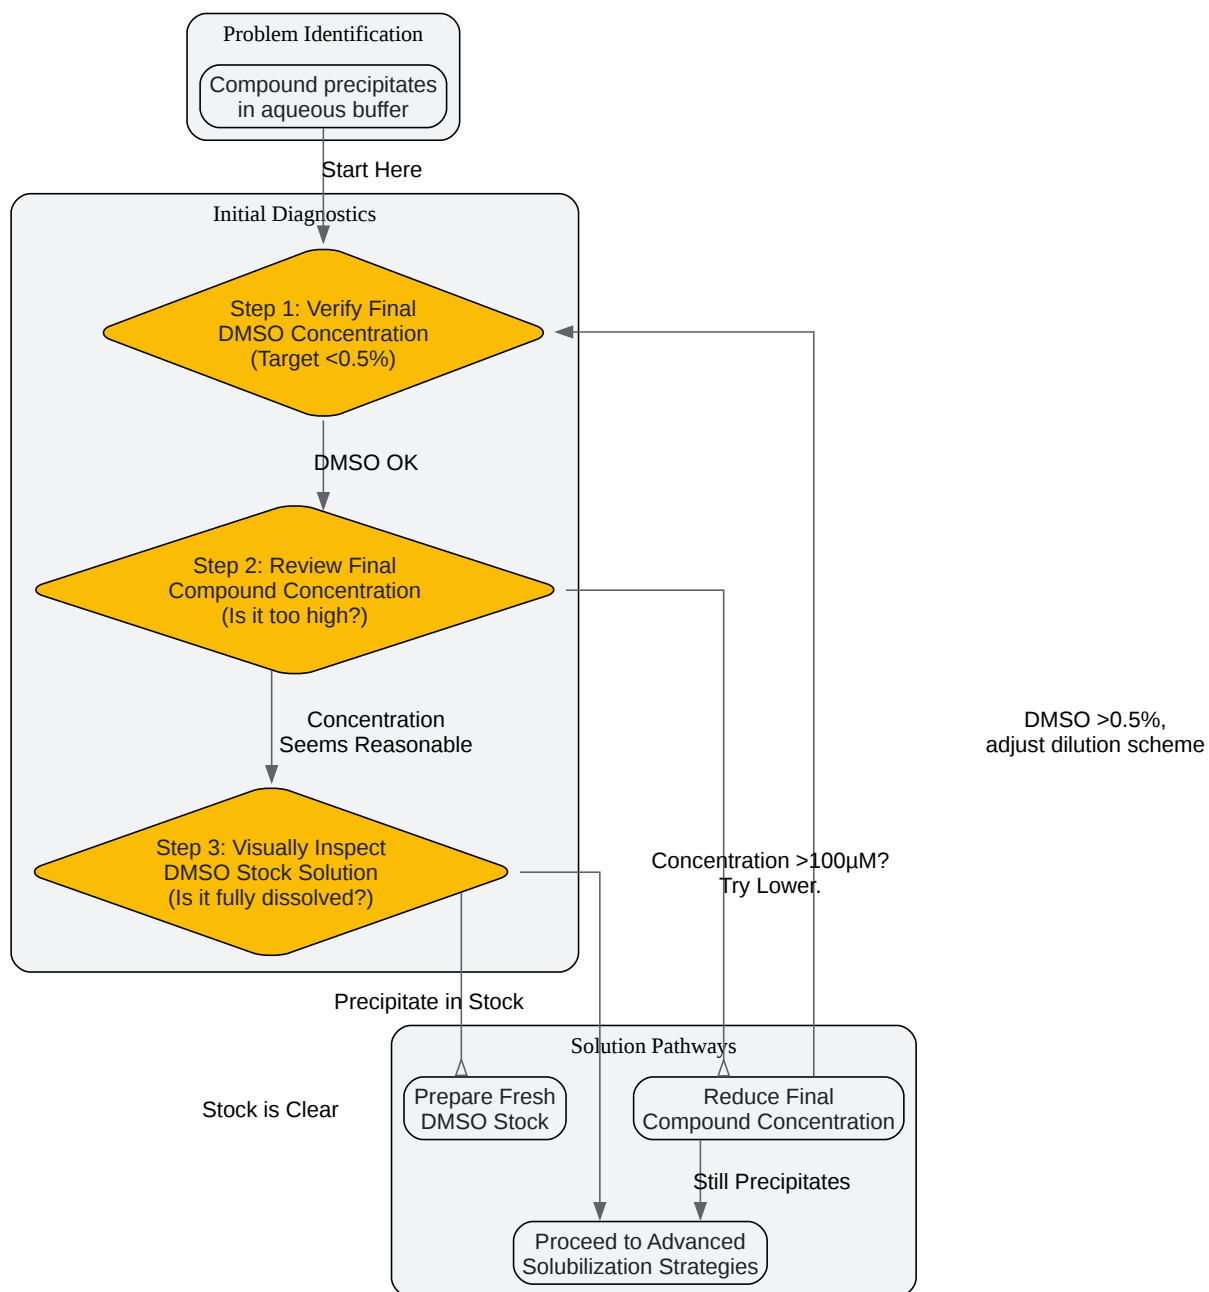 Problem Identification
Compound precipitates
in aqueous buffer
Start Here
Initial Diagnostics
Step 1: Verify Final
DMSO Concentration
(Target <0.5%)
DMSO OK
Step 2: Review Final
Compound Concentration
(Is it too high?)
Concentration
Seems Reasonable
DMSO >0.5%,
adjust dilution scheme
Step 3: Visually Inspect
DMSO Stock Solution
(Is it fully dissolved?)
Concentration >100µM?
Try Lower.
Precipitate in Stock
Solution Pathways
Prepare Fresh
DMSO Stock
Reduce Final
Compound Concentration
Stock is Clear
Still Precipitates
Proceed to Advanced
Solubilization Strategies